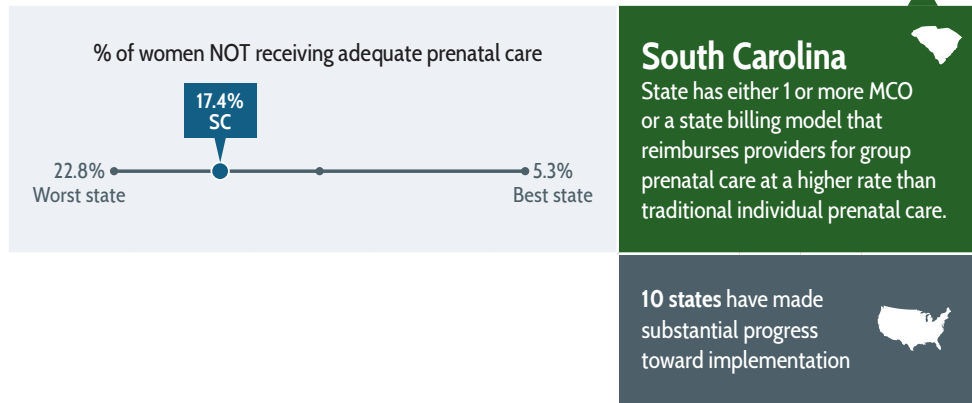 % of women NOT receiving adequate prenatal care
17.4%
SC
22.8%
Worst state
5.3%
Best state
South Carolina
State has either 1 or more MCO
or a state billing model that
reimburses providers for group
prenatal care at a higher rate than
traditional individual prenatal care.
10 states have made
substantial progress
toward implementation